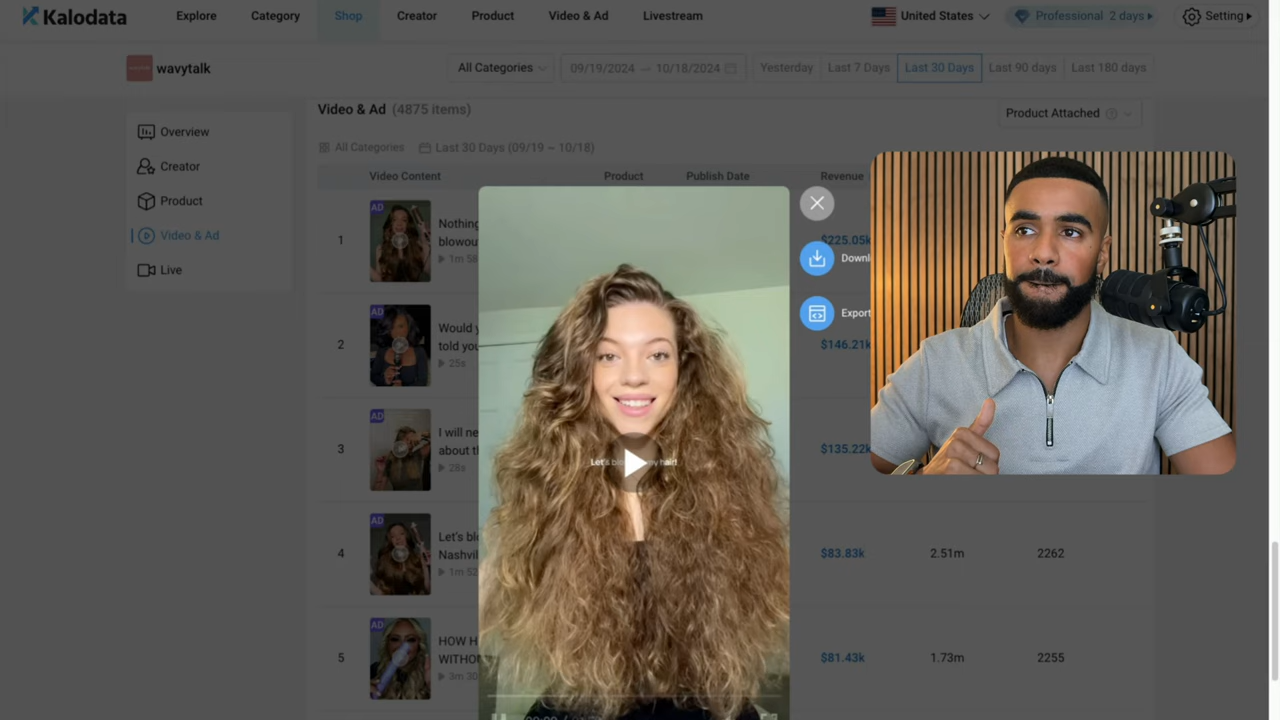 Kalodata
Explore
Category
Shop
Creator
Product
Video & Ad
Livestream
United States
Professional 2 days
Setting
wavytalk
All Categories
09/19/2024 → 10/18/2024
Yesterday
Last 7 Days
Last 30 Days
Last 90 days
Last 180 days
Overview
Creator
Product
Video & Ad
Live
Video & Ad (4875 items)
Product Attached
All Categories
Last 30 Days (09/19 ~ 10/18)
Video Content
Product
Publish Date
Revenue
1
AD
Nothing
blowou
1m 58
$225.05k
Downl
Export
2
AD
Would y
told you
25s
$146.21k
3
AD
I will ne
about th
28s
$135.22k
Let's blo
hair!
4
AD
Let's bl
Nashvil
1m 52
$83.83k
2.51m
2262
5
AD
HOW H
WITHO
3m 30
$81.43k
1.73m
2255